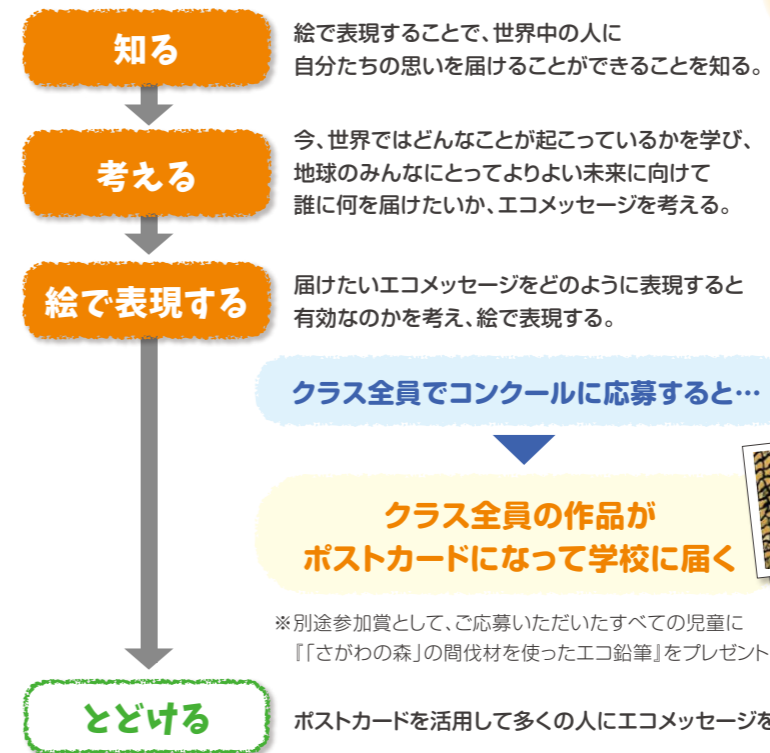 知る
絵で表現することで、世界中の人に
自分たちの思いを届けることができることを知る。
考える
今、世界ではどんなことが起こっているかを学び、
地球のみんなにとってよりよい未来に向けて
誰に何を届けたいか、エコメッセージを考える。
絵で表現する
届けたいエコメッセージをどのように表現すると
有効なのかを考え、絵で表現する。
クラス全員でコンクールに応募すると…
クラス全員の作品が
ポストカードになって学校に届く
※別途参加賞として、ご応募いただいたすべての児童に
『「さがわの森」の間伐材を使ったエコ鉛筆』をプレゼント
とどける
ポストカードを活用して多くの人にエコメッセージを